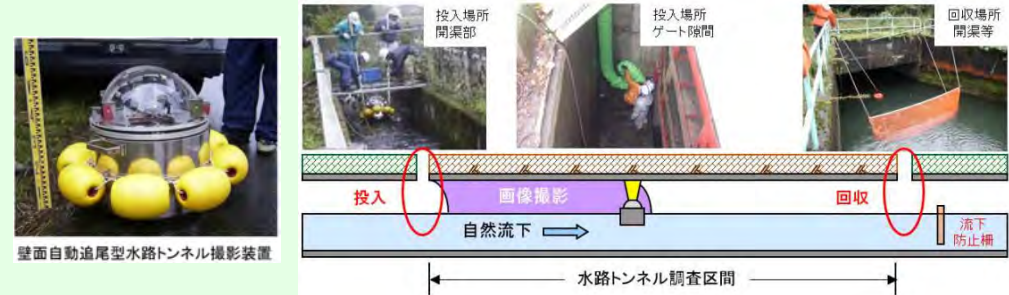 壁面自動追尾型水路トンネル撮影装置
投入場所
開渠部
投入場所
ゲート隙間
回収場所
開渠等
投入
画像撮影
回収
自然流下
流下
防止柵
水路トンネル調査区間